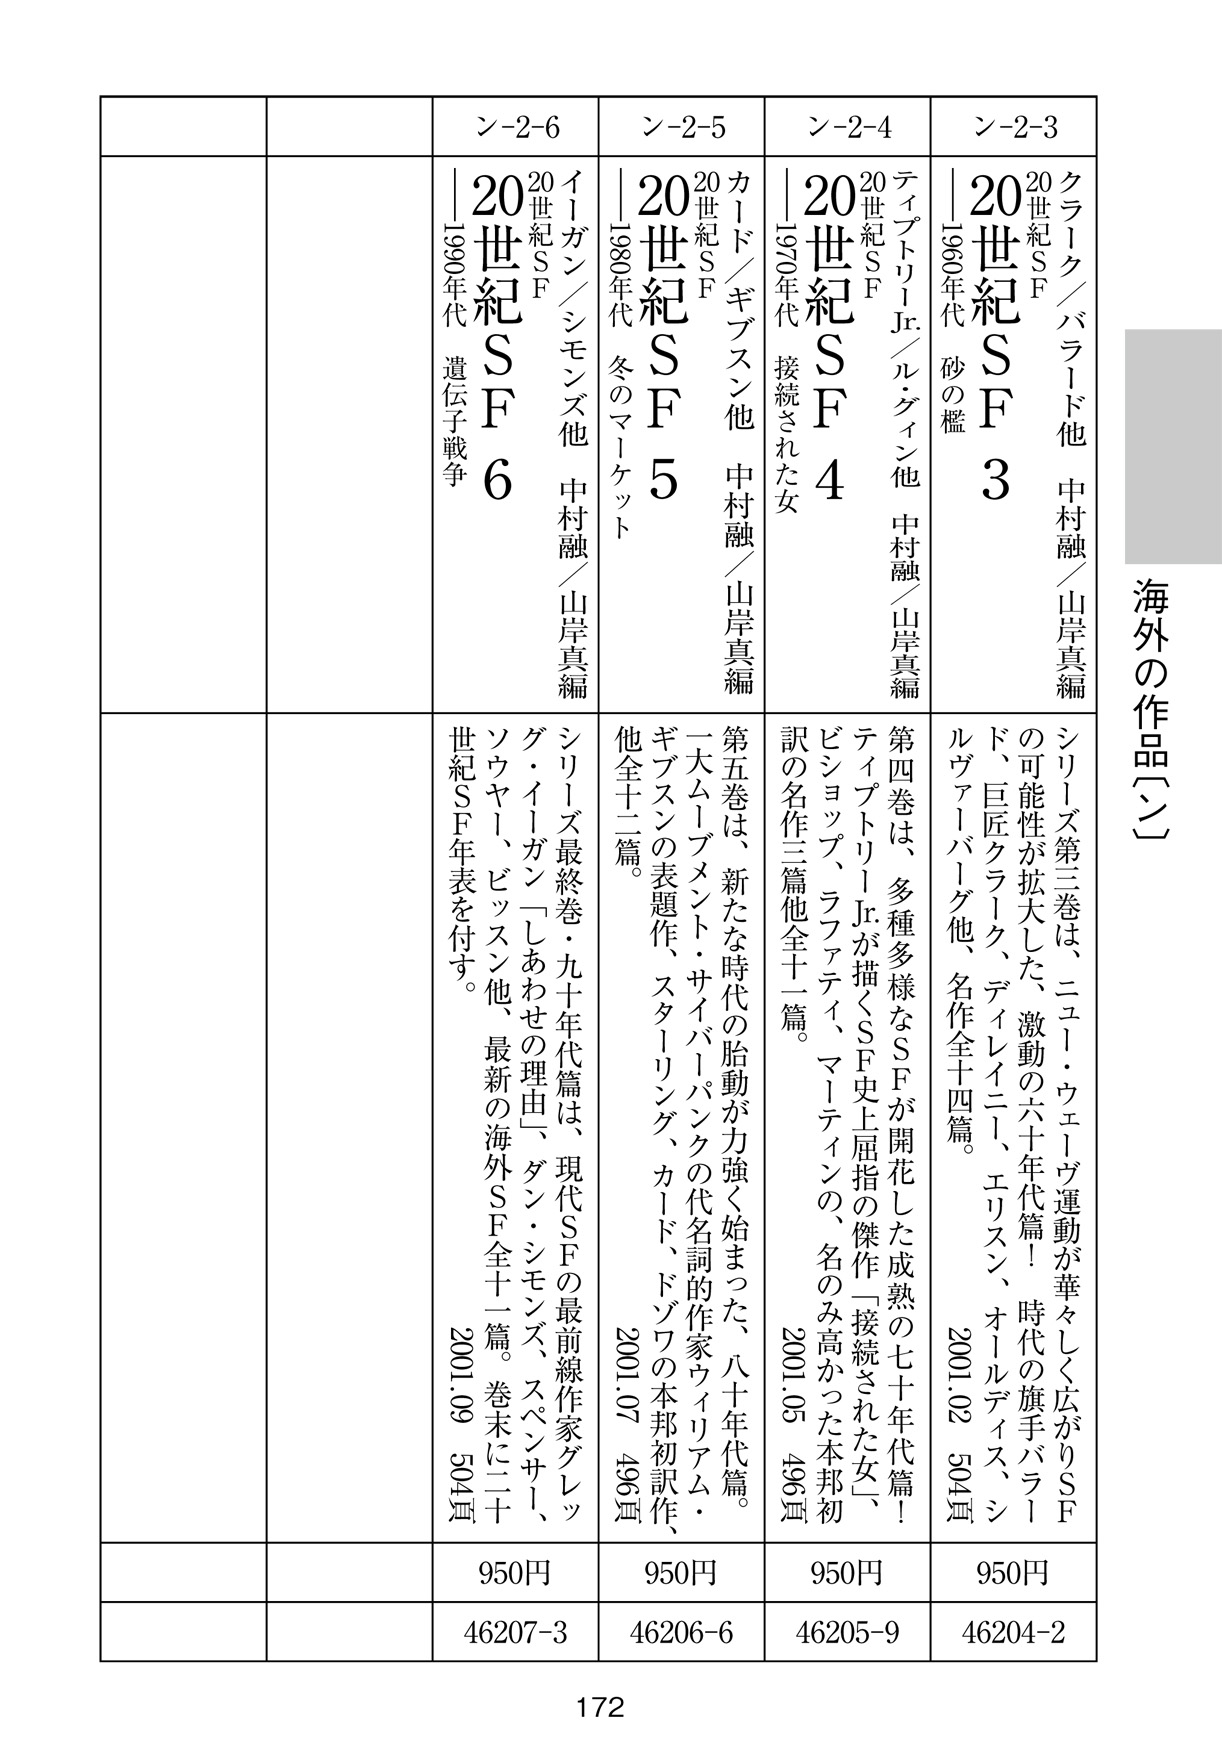 海外の作品〔ン〕
ン-2-3
クラーク／バラード他　中村融／山岸真編
20世紀ＳＦ
20世紀ＳＦ 3
―1960年代　砂の檻
シリーズ第三巻は、ニュー・ウェーヴ運動が華々しく広がりＳＦ
の可能性が拡大した、激動の六十年代篇！　時代の旗手バラー
ド、巨匠クラーク、ディレイニー、エリスン、オールディス、シ
ルヴァーバーグ他、名作全十四篇。
2001.02　504頁
950円
46204-2
ン-2-4
ティプトリーJr.／ル・グィン他　中村融／山岸真編
20世紀ＳＦ
20世紀ＳＦ 4
―1970年代　接続された女
第四巻は、多種多様なＳＦが開花した成熟の七十年代篇！
ティプトリーJr.が描くＳＦ史上屈指の傑作「接続された女」、
ビショップ、ラファティ、マーティンの、名のみ高かった本邦初
訳の名作三篇他全十一篇。
2001.05　496頁
950円
46205-9
ン-2-5
カード／ギブスン他　中村融／山岸真編
20世紀ＳＦ
20世紀ＳＦ 5
―1980年代　冬のマーケット
第五巻は、新たな時代の胎動が力強く始まった、八十年代篇。
一大ムーブメント・サイバーパンクの代名詞的作家ウィリアム・
ギブスンの表題作、スターリング、カード、ドゾワの本邦初訳作、
他全十二篇。
2001.07　496頁
950円
46206-6
ン-2-6
イーガン／シモンズ他　中村融／山岸真編
20世紀ＳＦ
20世紀ＳＦ 6
―1990年代　遺伝子戦争
シリーズ最終巻・九十年代篇は、現代ＳＦの最前線作家グレッ
グ・イーガン「しあわせの理由」、ダン・シモンズ、スペンサー、
ソウヤー、ビッスン他、最新の海外ＳＦ全十一篇。巻末に二十
世紀ＳＦ年表を付す。
2001.09　504頁
950円
46207-3
172